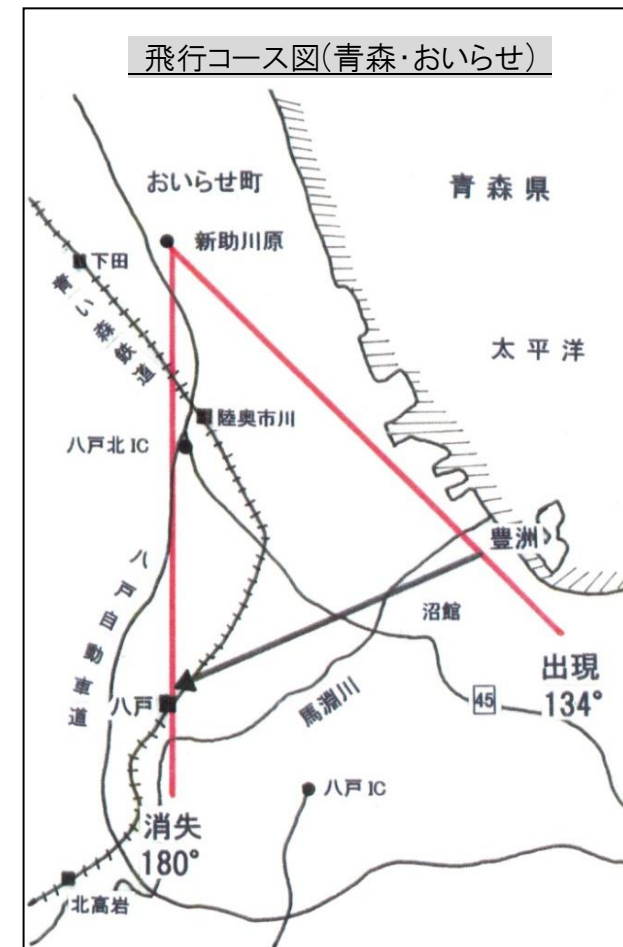 飛行コース図(青森・おいらせ)
おいらせ町
青森県
新助川原
下田
青い森鉄道
太平洋
陸奥市川
八戸北IC
豊洲
八戸自動車道
沼館
出現
134°
45
馬淵川
八戸
八戸IC
消失
180°
北高岩